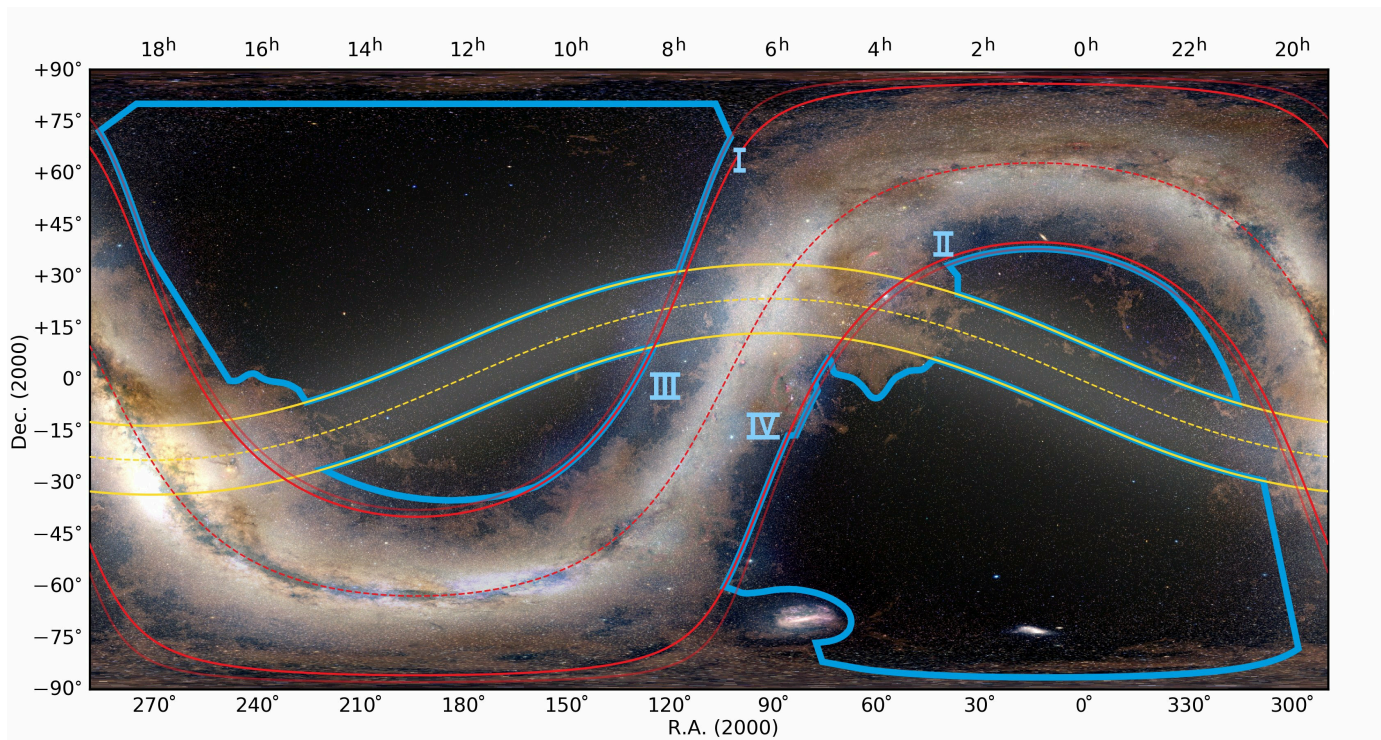 18h 16h 14h 12h 10h 8h 6h 4h 2h 0h 22h 20h
+90°
+75°
+60°
+45°
+30°
+15°
0°
−15°
−30°
−45°
−60°
−75°
−90°
Dec. (2000)
I
II
III
IV
270° 240° 210° 180° 150° 120° 90° 60° 30° 0° 330° 300°
R.A. (2000)